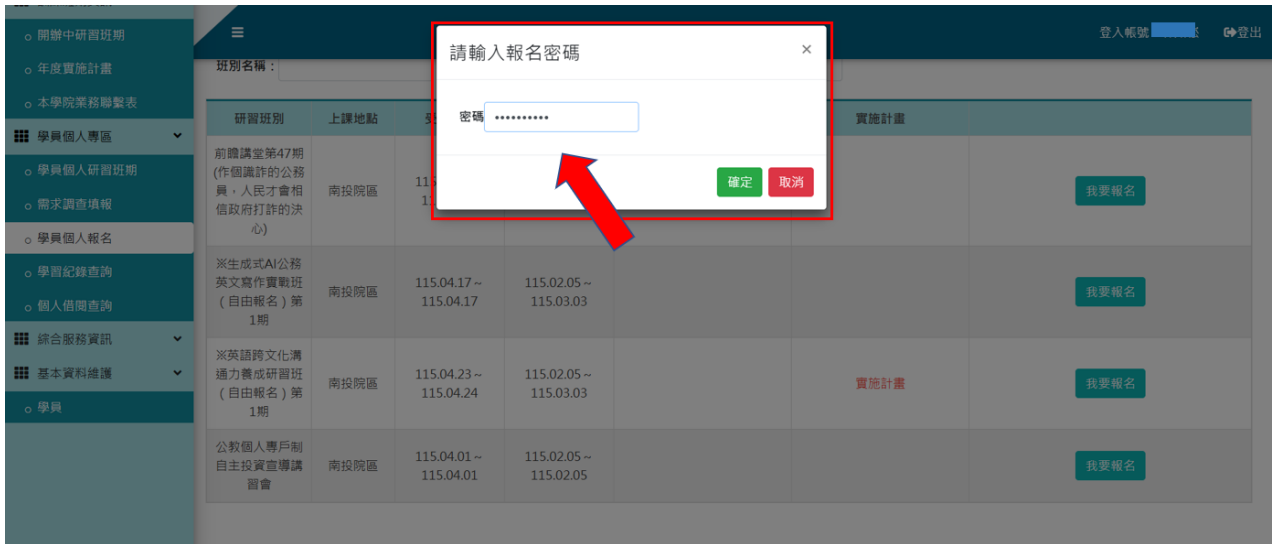 開辦中研習班期
年度實施計畫
本學院業務聯繫表
學員個人專區
學員個人研習班期
需求調查填報
學員個人報名
學習紀錄查詢
個人借閱查詢
綜合服務資訊
基本資料維護
學員
登入帳號
登出
班別名稱：
請輸入報名密碼
×
密碼 ••••••••••
確定 取消
研習班別 上課地點 實施計畫
前瞻講堂第47期
(作個識詐的公務
員，人民才會相
信政府打詐的決
心)
南投院區
我要報名
※生成式AI公務
英文寫作實戰班
（自由報名）第
1期
南投院區
115.04.17～
115.04.17
115.02.05～
115.03.03
我要報名
※英語跨文化溝
通力養成研習班
（自由報名）第
1期
南投院區
115.04.23～
115.04.24
115.02.05～
115.03.03
實施計畫
我要報名
公教個人專戶制
自主投資宣導講
習會
南投院區
115.04.01～
115.04.01
115.02.05～
115.02.05
我要報名